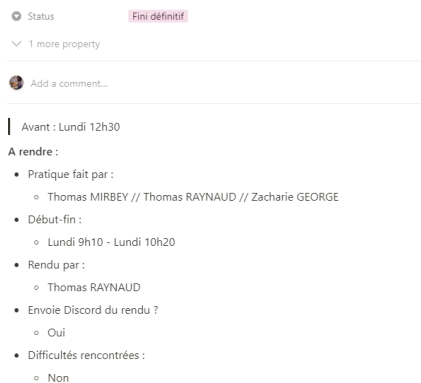 Status Fini définitif
1 more property
Add a comment...
Avant : Lundi 12h30
A rendre :
Pratique fait par :
Thomas MIRBEY // Thomas RAYNAUD // Zacharie GEORGE
Début-fin :
Lundi 9h10 - Lundi 10h20
Rendu par :
Thomas RAYNAUD
Envoie Discord du rendu ?
Oui
Difficultés rencontrées :
Non